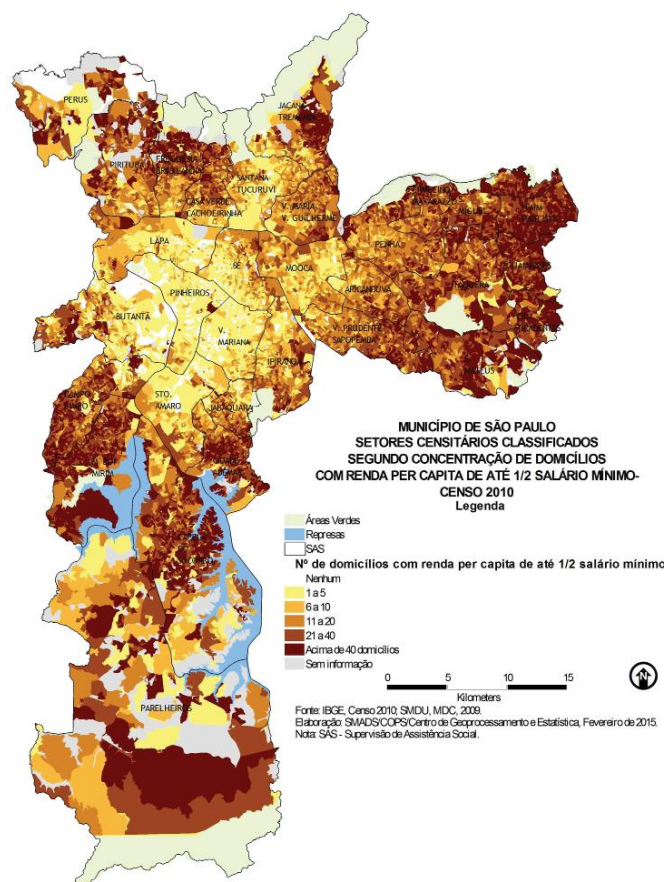 PERUS
JAÇANÃ
TREMEMBÉ
PIRITUBA
SANTANA
TUCURUVI
CASA VERDE
CACHOEIRINHA
V. MARIA
V. GUILHERME
LAPA
SÉ
PENHA
MOOCA
PINHEIROS
ARICANDUVA
ITAQUERA
BUTANTÃ
V.
MARIANA
V. PRUDENTE
SAPOPEMBA
IPIRANGA
STO.
AMARO
JABAQUARA
MIRIM
PARELHEIROS
MUNICÍPIO DE SÃO PAULO
SETORES CENSITÁRIOS CLASSIFICADOS
SEGUNDO CONCENTRAÇÃO DE DOMICÍLIOS
COM RENDA PER CAPITA DE ATÉ 1/2 SALÁRIO MÍNIMO-
CENSO 2010
Legenda
Áreas Verdes
Represas
SAS
Nº de domicílios com renda per capita de até 1/2 salário mínimo
Nenhum
1 a 5
6 a 10
11 a 20
21 a 40
Acima de 40 domicílios
Sem informação
0 5 10 15
Kilometers
N
Fonte: IBGE, Censo 2010; SMDU, MDC, 2009.
Elaboração: SMADS/COPS/Centro de Geoprocessamento e Estatística, Fevereiro de 2015.
Nota: SAS - Supervisão de Assistência Social.